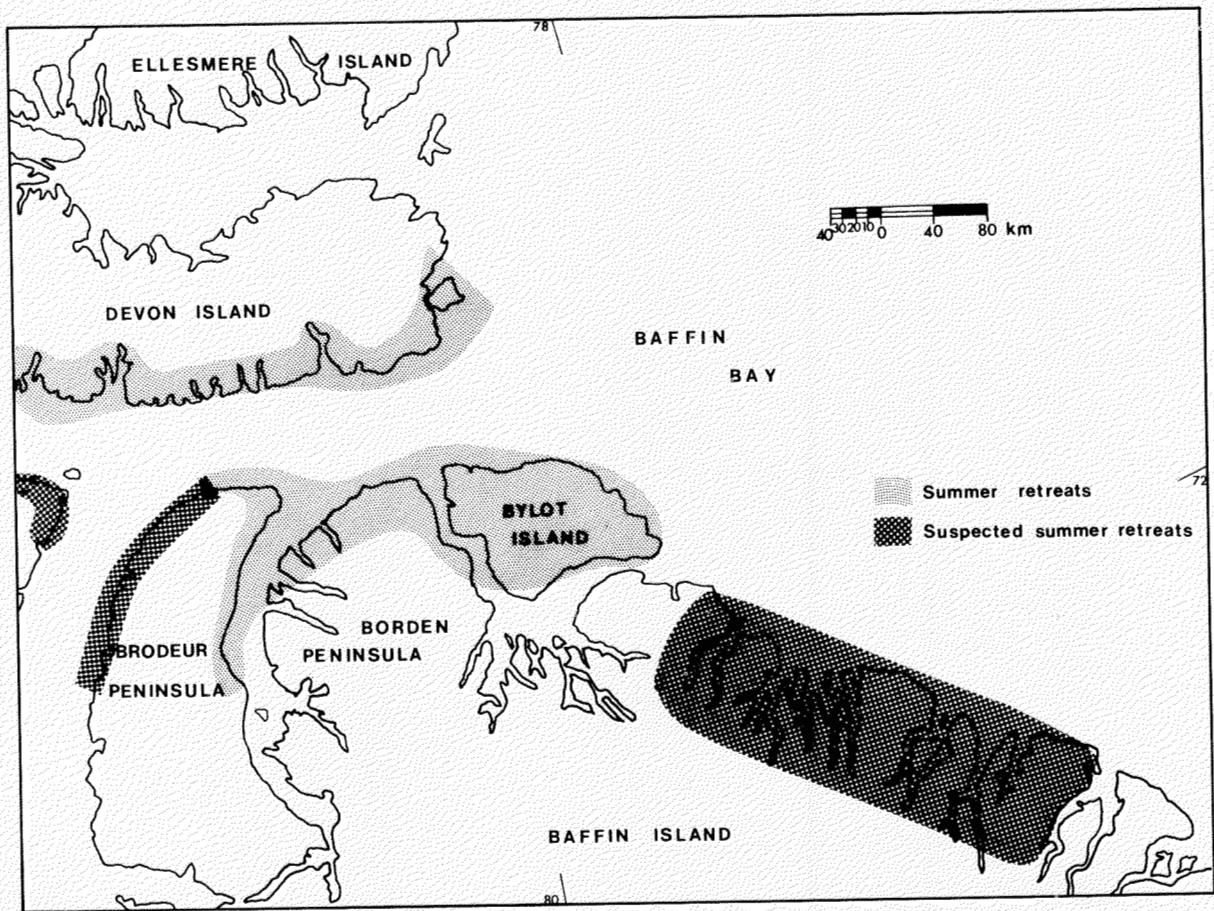 78
ELLESMERE ISLAND
40 30 20 10 0 40 80 km
DEVON ISLAND
BAFFIN
BAY
72
Summer retreats
Suspected summer retreats
BYLOT
ISLAND
BRODEUR
PENINSULA
BORDEN
PENINSULA
BAFFIN ISLAND
80